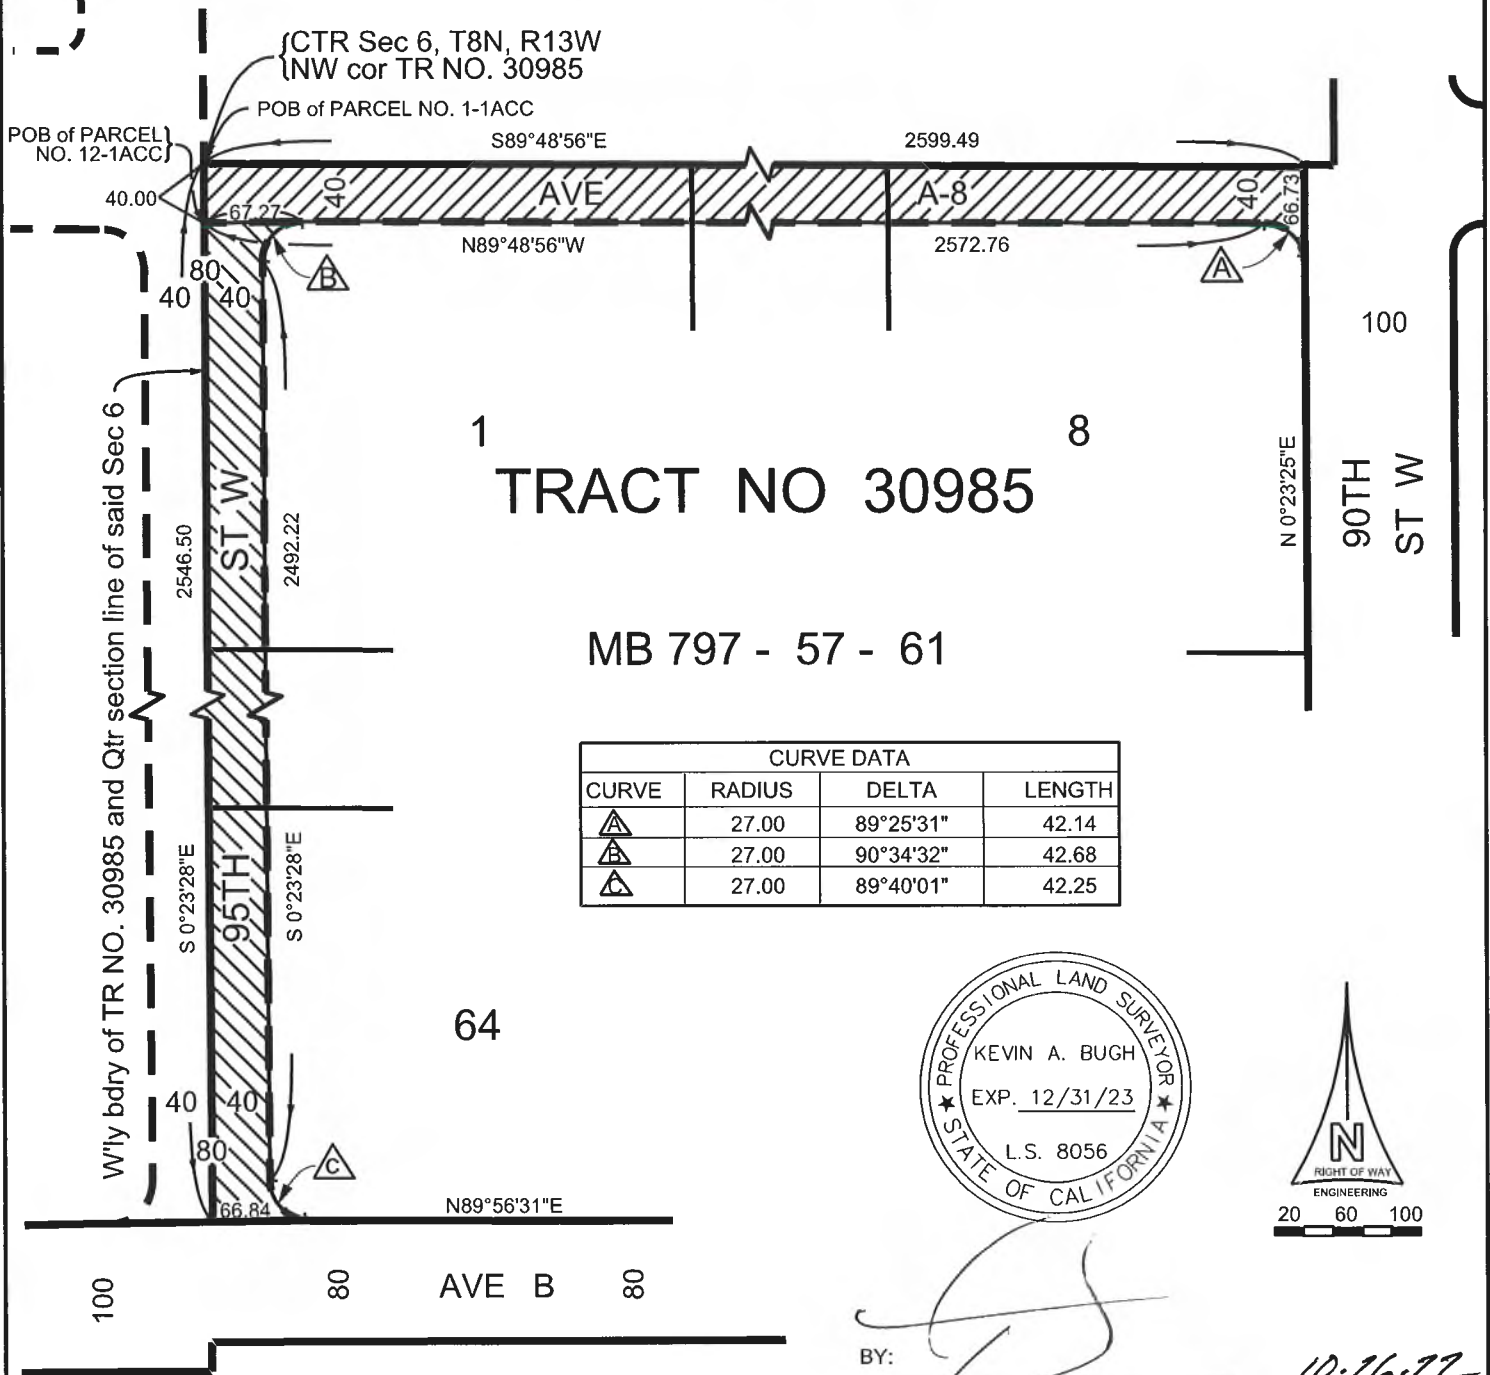 CTR Sec 6, T8N, R13W
NW cor TR NO. 30985
POB of PARCEL NO. 1-1ACC
POB of PARCEL
NO. 12-1ACC
S89°48'56"E
2599.49
40.00
67.27
40
AVE
A-8
40
66.73
N89°48'56"W
2572.76
80
40
40
B
A
100
W'ly bdry of TR NO. 30985 and Qtr section line of said Sec 6
2546.50
ST W
2492.22
1
8
TRACT NO 30985
N 0°23'25"E
90TH
ST W
MB 797 - 57 - 61
CURVE DATA
CURVE RADIUS DELTA LENGTH
A 27.00 89°25'31" 42.14
B 27.00 90°34'32" 42.68
C 27.00 89°40'01" 42.25
S 0°23'28"E
95TH
S 0°23'28"E
64
40
40
80
C
66.84
N89°56'31"E
PROFESSIONAL LAND SURVEYOR
KEVIN A. BUGH
EXP. 12/31/23
L.S. 8056
STATE OF CALIFORNIA
N
RIGHT OF WAY
ENGINEERING
20 60 100
100
80
AVE B
80
BY: